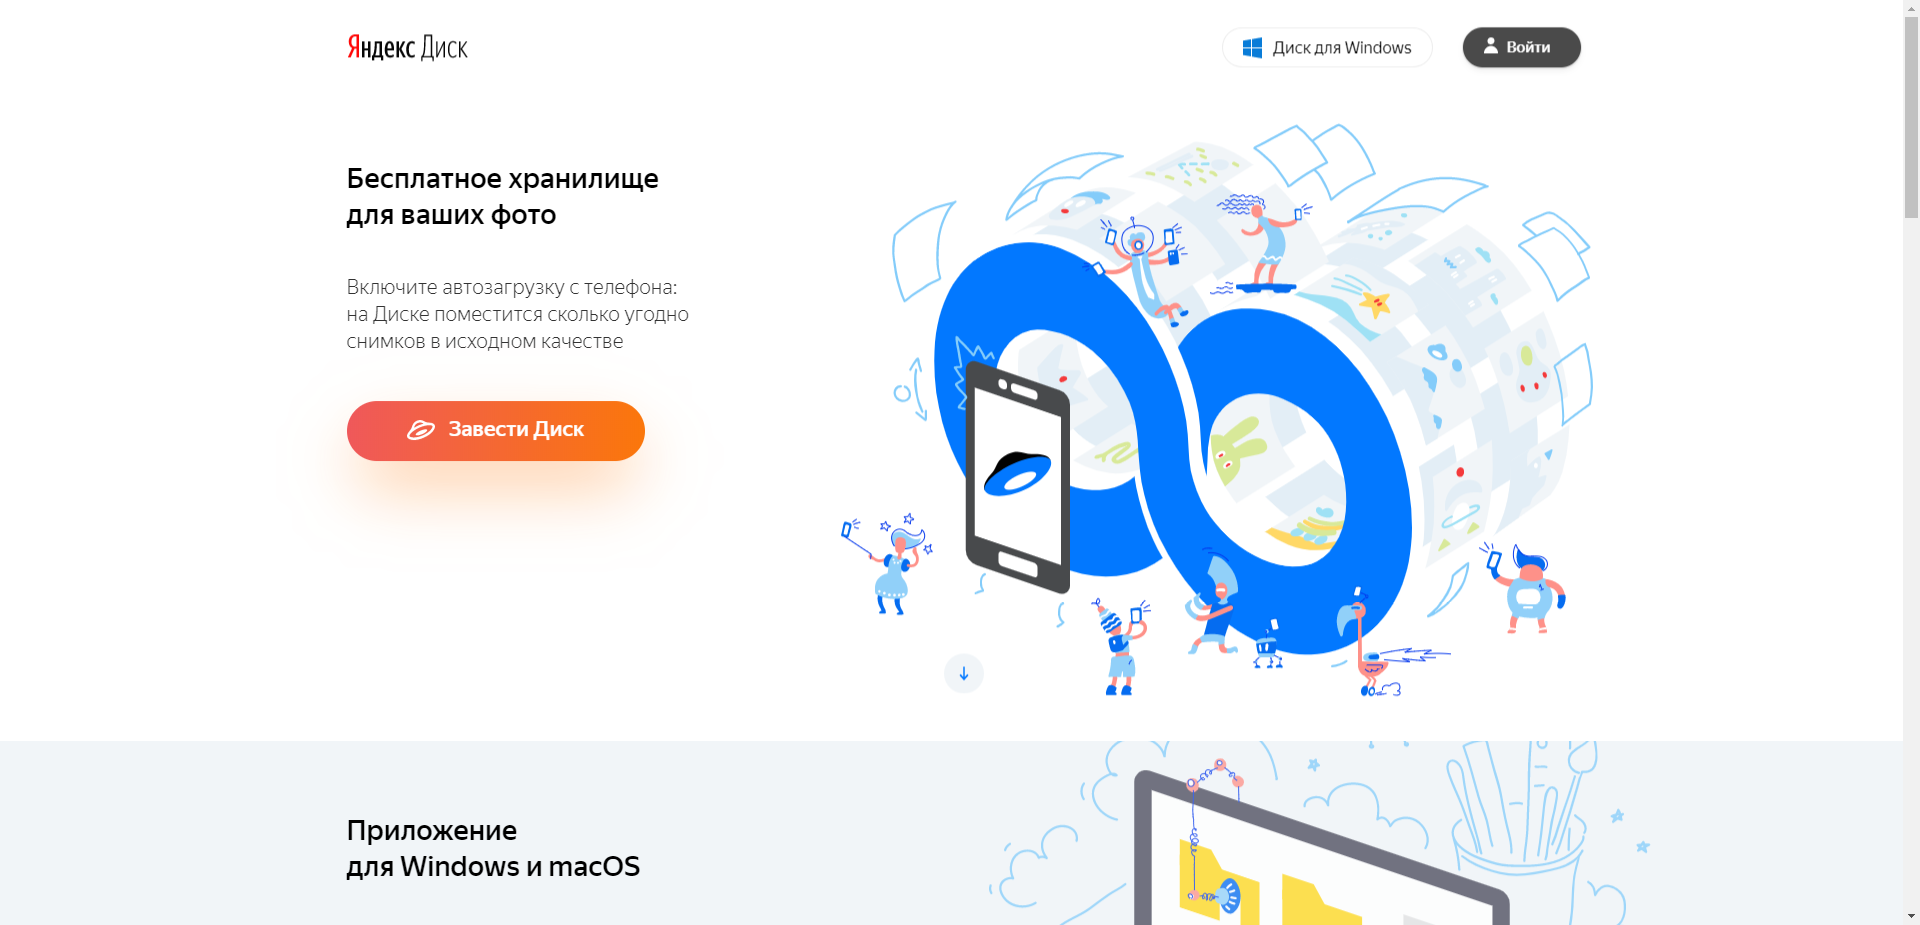 Яндекс Диск
Диск для Windows
Войти
Бесплатное хранилище
для ваших фото
Включите автозагрузку с телефона:
на Диске поместится сколько угодно
снимков в исходном качестве
Завести Диск
Приложение
для Windows и macOS